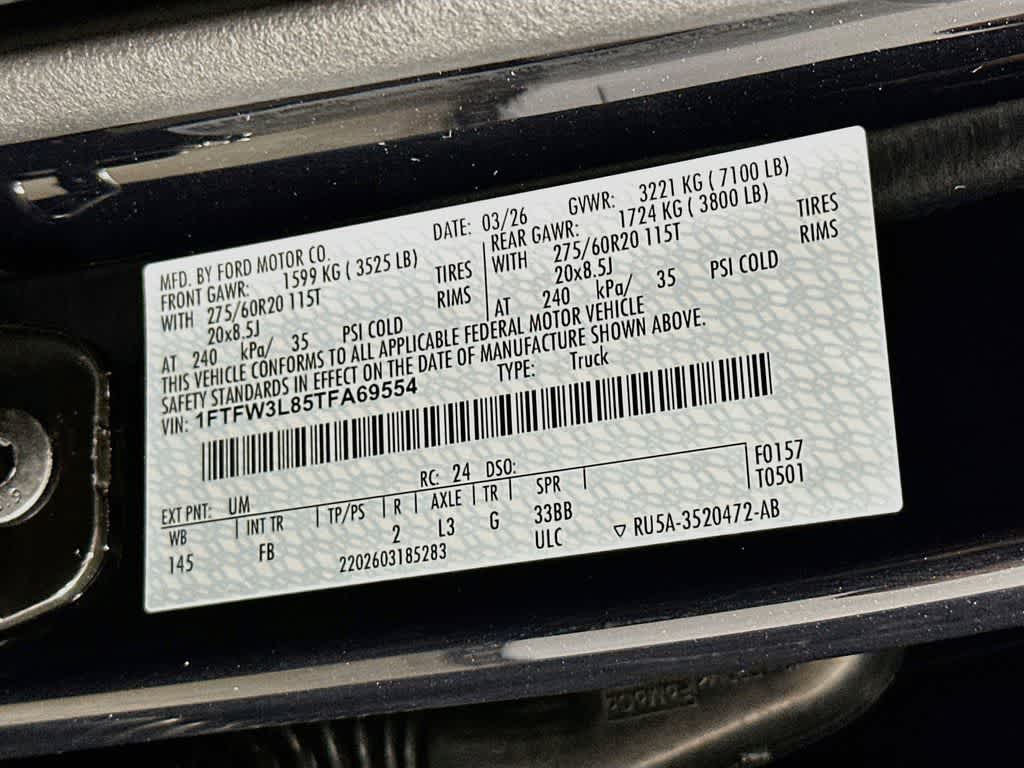 MFD. BY FORD MOTOR CO. DATE: 03/26 GVWR: 3221 KG ( 7100 LB)
FRONT GAWR: 1599 KG ( 3525 LB) REAR GAWR: 1724 KG ( 3800 LB)
WITH 275/60R20 115T TIRES WITH 275/60R20 115T TIRES
20x8.5J RIMS 20x8.5J RIMS
AT 240 kPa/ 35 PSI COLD AT 240 kPa/ 35 PSI COLD
THIS VEHICLE CONFORMS TO ALL APPLICABLE FEDERAL MOTOR VEHICLE
SAFETY STANDARDS IN EFFECT ON THE DATE OF MANUFACTURE SHOWN ABOVE.
VIN: 1FTFW3L85TFA69554 TYPE: Truck
EXT PNT: UM RC: 24 DSO: F0157
WB INT TR TP/PS R AXLE TR SPR T0501
145 FB 2 L3 G 33BB
2202603185283 ULC ▽ RU5A-3520472-AB